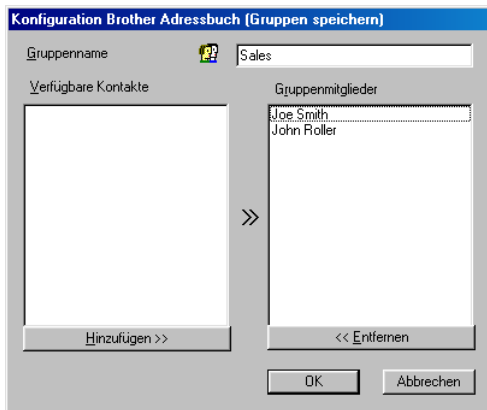 Konfiguration Brother Adressbuch (Gruppen speichern)
Gruppenname
Sales
Verfügbare Kontakte
Gruppenmitglieder
Joe Smith
John Roller
Hinzufügen >>
<< Entfernen
OK
Abbrechen